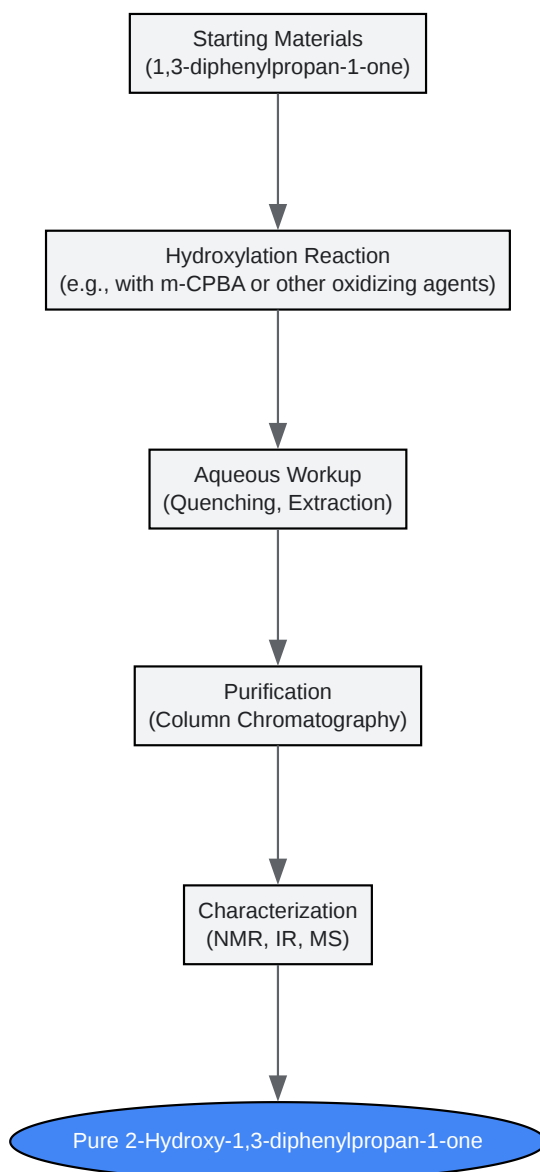 Starting Materials
(1,3-diphenylpropan-1-one)
Hydroxylation Reaction
(e.g., with m-CPBA or other oxidizing agents)
Aqueous Workup
(Quenching, Extraction)
Purification
(Column Chromatography)
Characterization
(NMR, IR, MS)
Pure 2-Hydroxy-1,3-diphenylpropan-1-one